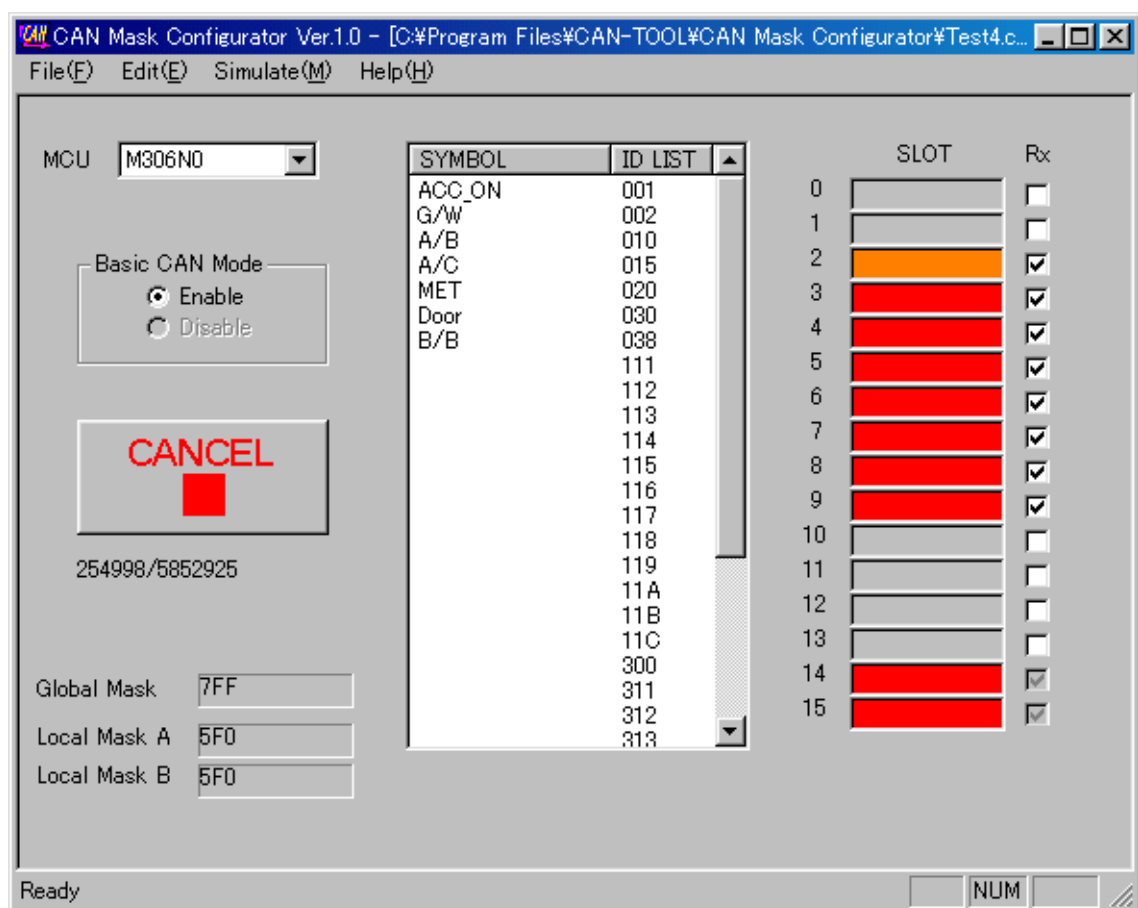 CAN CAN Mask Configurator Ver.1.0 - [C:¥Program Files¥CAN-TOOL¥CAN Mask Configurator¥Test4.c...
File(F) Edit(E) Simulate(M) Help(H)
MCU M306N0
Basic CAN Mode
Enable
Disable
CANCEL
254998/5852925
Global Mask 7FF
Local Mask A 5F0
Local Mask B 5F0
SYMBOL ID LIST
ACC_ON 001
G/W 002
A/B 010
A/C 015
MET 020
Door 030
B/B 038
111
112
113
114
115
116
117
118
119
11A
11B
11C
300
311
312
313
SLOT Rx
0
1
2
3
4
5
6
7
8
9
10
11
12
13
14
15
Ready NUM